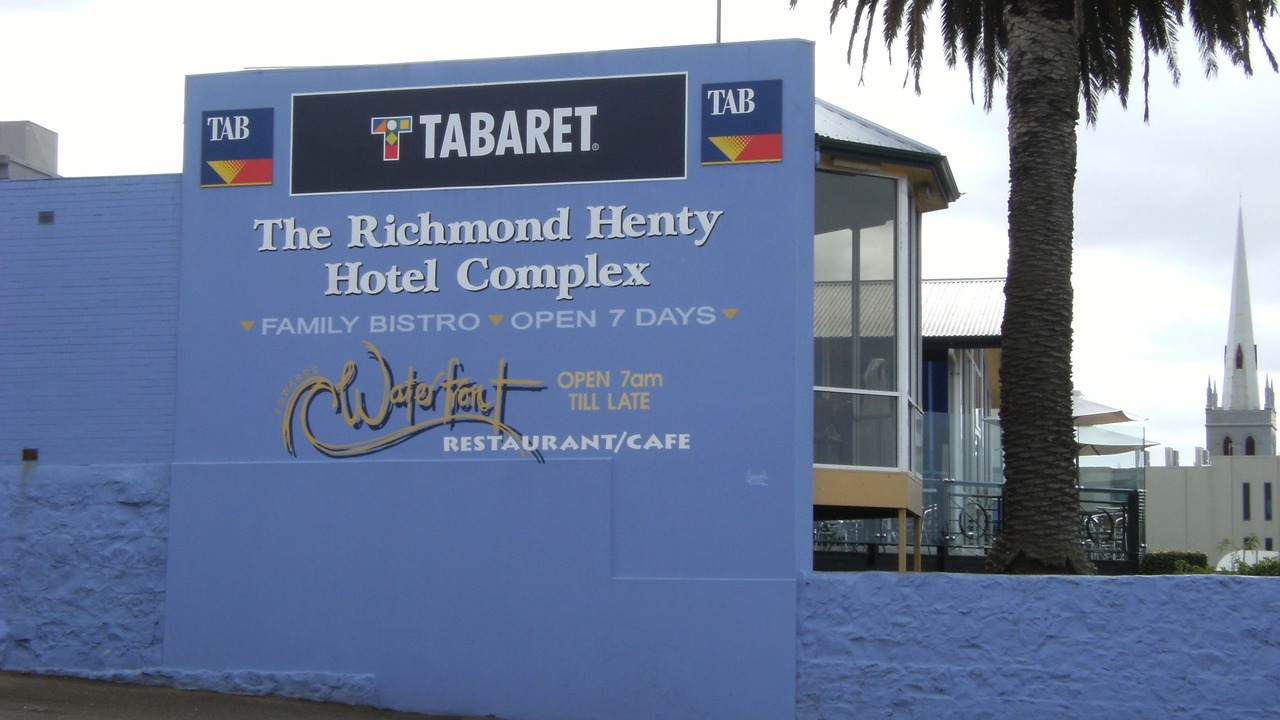 TAB
TABARET
TAB
The Richmond Henty
Hotel Complex
FAMILY BISTRO OPEN 7 DAYS
EDWARD'S
Waterfront
OPEN 7am
TILL LATE
RESTAURANT/CAFE